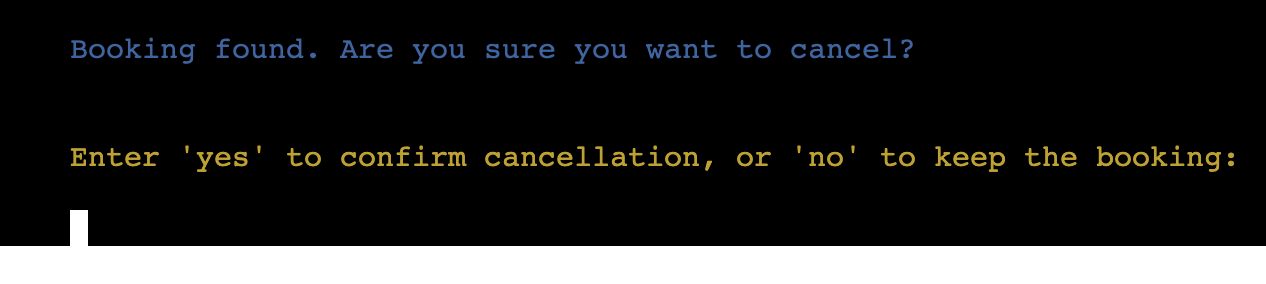 Booking found. Are you sure you want to cancel?
Enter 'yes' to confirm cancellation, or 'no' to keep the booking: